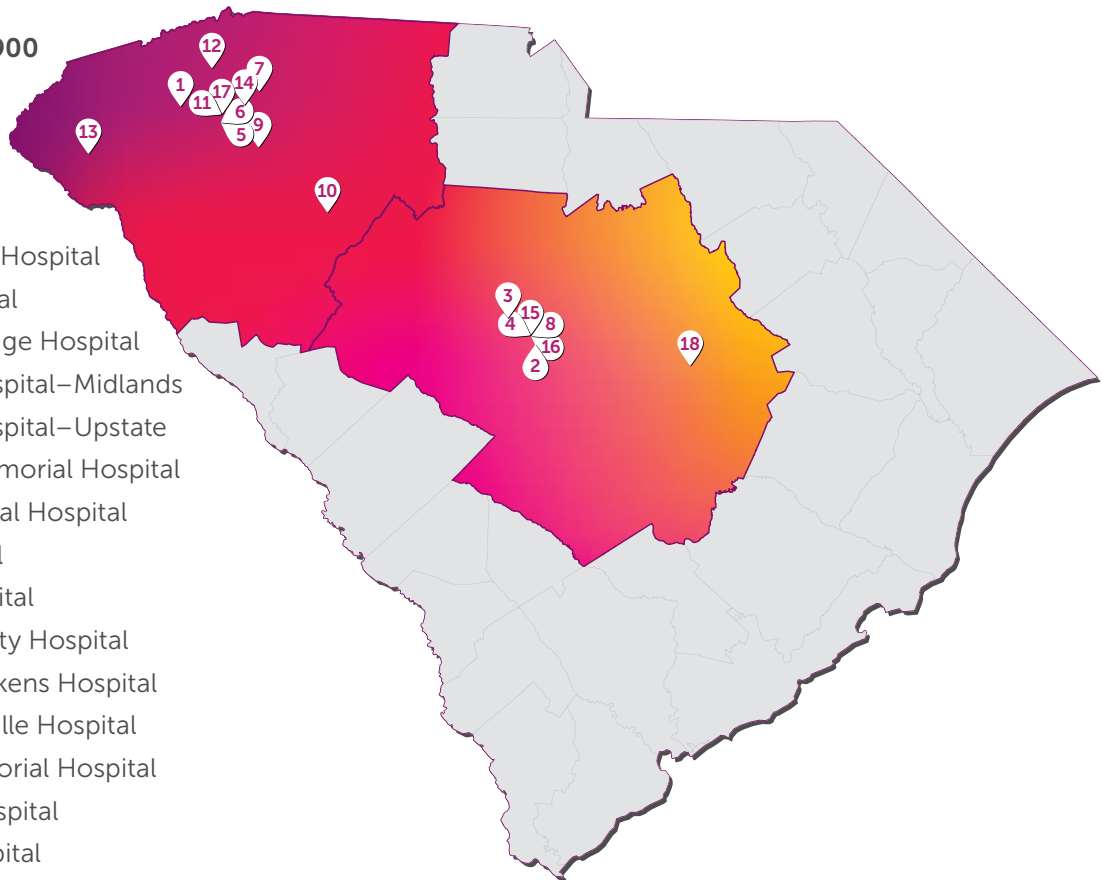 900
12
7
1
17
14
11
6
13
5
9
10
Hospital
al
ge Hospital
3
15
4
8
spital–Midlands
16
18
2
spital–Upstate
morial Hospital
al Hospital
l
ital
ty Hospital
kens Hospital
lle Hospital
orial Hospital
spital
pital